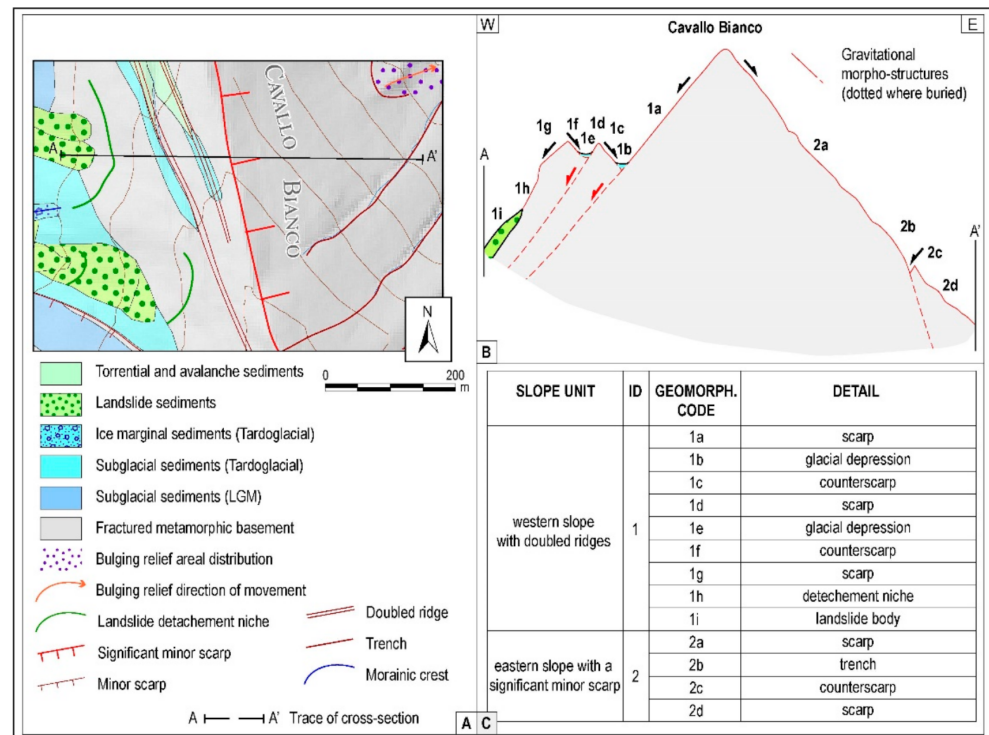 CAVALLO
BIANCO
A
A'
N
0
200
m
Torrential and avalanche sediments
Landslide sediments
Ice marginal sediments (Tardoglacial)
Subglacial sediments (Tardoglacial)
Subglacial sediments (LGM)
Fractured metamorphic basement
Bulging relief areal distribution
Bulging relief direction of movement
Landslide detachement niche
Significant minor scarp
Minor scarp
Doubled ridge
Trench
Morainic crest
A
A'
Trace of cross-section
A
W
Cavallo Bianco
E
Gravitational
morpho-structures
(dotted where buried)
A
1i
1h
1g
1f
1e
1d
1c
1b
1a
2a
2b
2c
2d
A'
B
SLOPE UNIT
ID
GEOMORPH.
CODE
DETAIL
western slope
with doubled ridges
1
1a scarp
1b glacial depression
1c counterscarp
1d scarp
1e glacial depression
1f counterscarp
1g scarp
1h detechement niche
1i landslide body
eastern slope with a
significant minor scarp
2
2a scarp
2b trench
2c counterscarp
2d scarp
C